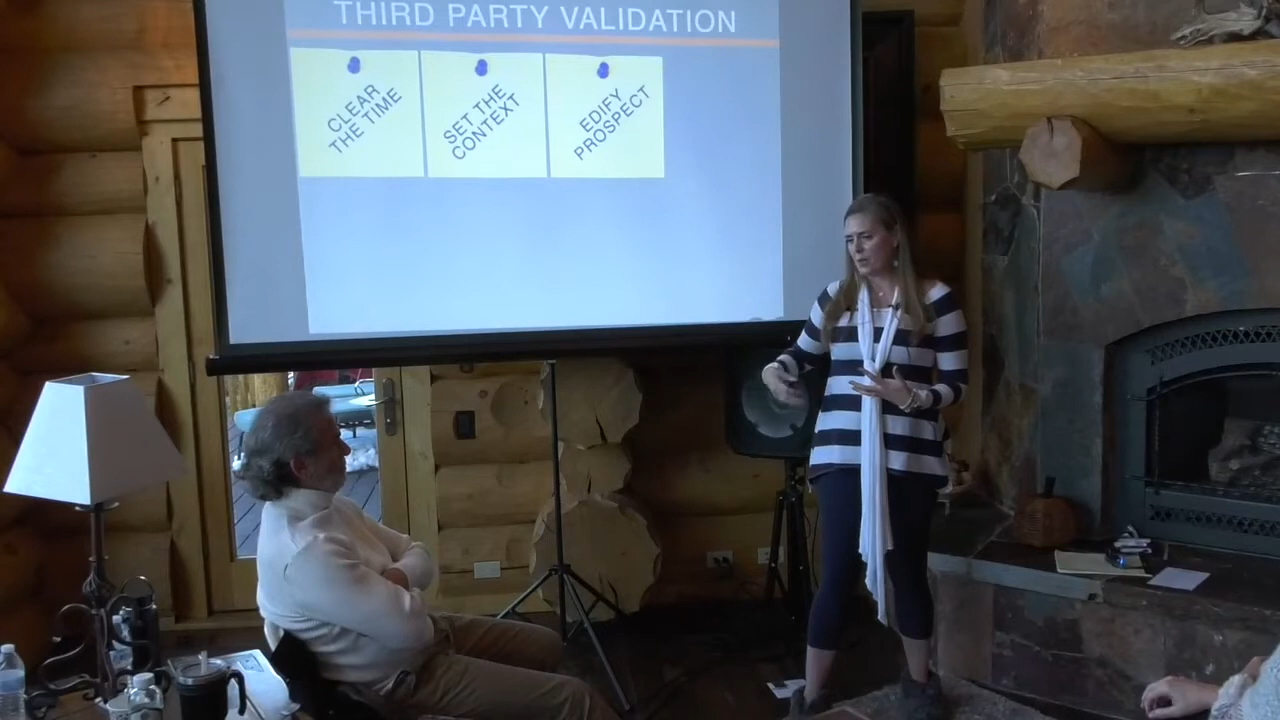 THIRD PARTY VALIDATION
CLEAR
THE TIME
SET THE
CONTEXT
EDIFY
PROSPECT